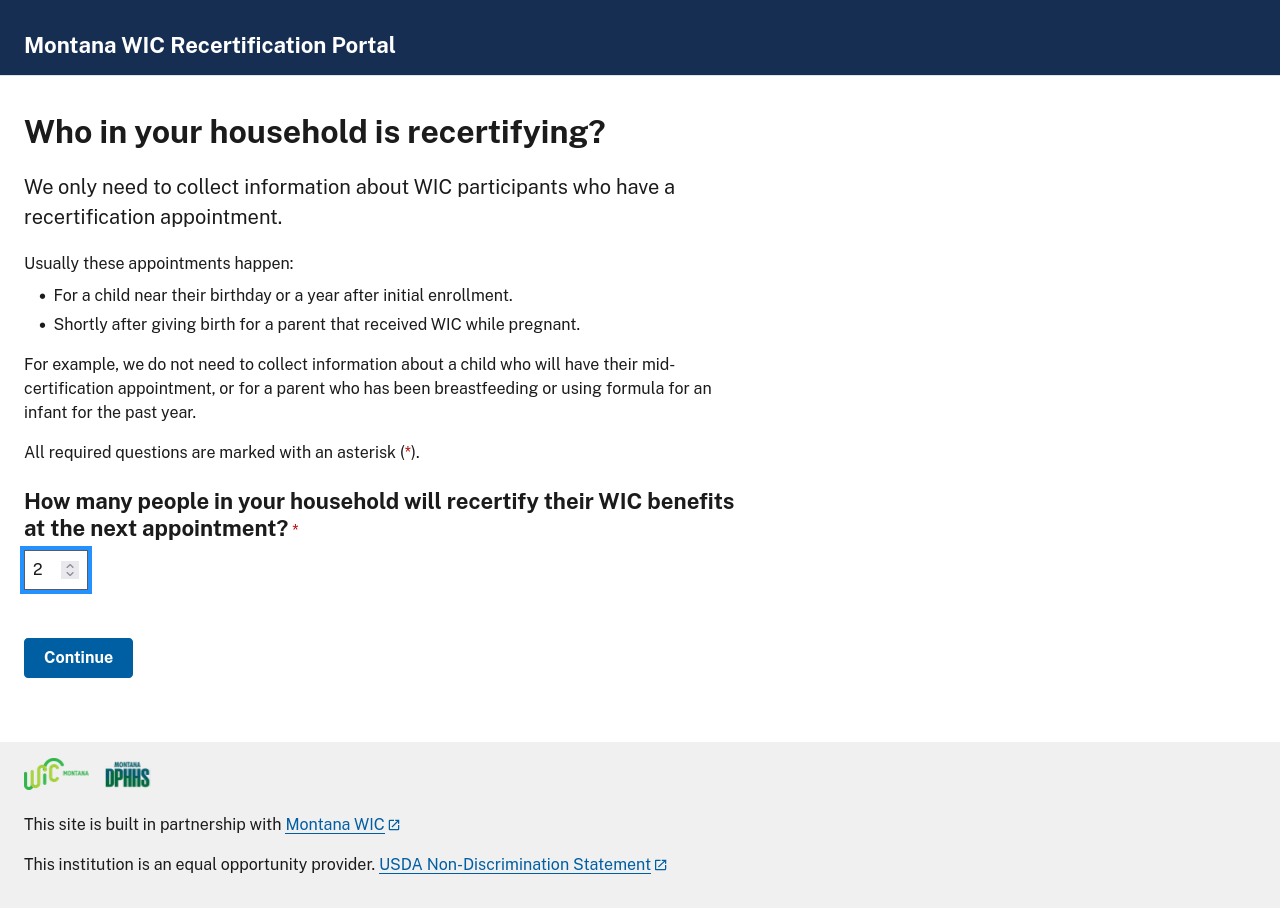 Montana WIC Recertification Portal
Who in your household is recertifying?
We only need to collect information about WIC participants who have a
recertification appointment.
Usually these appointments happen:
• For a child near their birthday or a year after initial enrollment.
• Shortly after giving birth for a parent that received WIC while pregnant.
For example, we do not need to collect information about a child who will have their mid-
certification appointment, or for a parent who has been breastfeeding or using formula for an
infant for the past year.
All required questions are marked with an asterisk (*).
How many people in your household will recertify their WIC benefits
at the next appointment? *
2
Continue
WIC MONTANA
MONTANA
DPHHS
This site is built in partnership with Montana WIC
This institution is an equal opportunity provider. USDA Non-Discrimination Statement